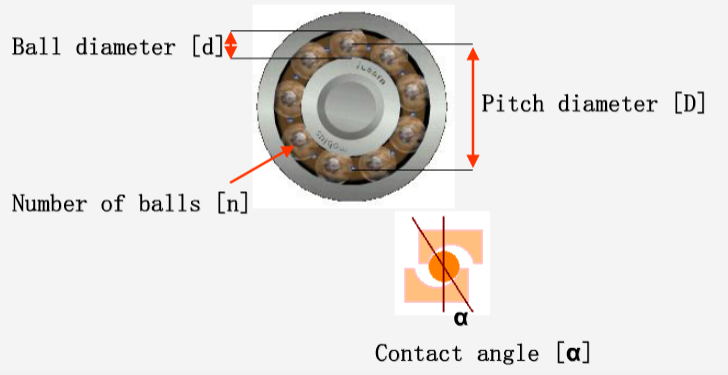 Ball diameter [d]
Pitch diameter [D]
Number of balls [n]
α
Contact angle [α]